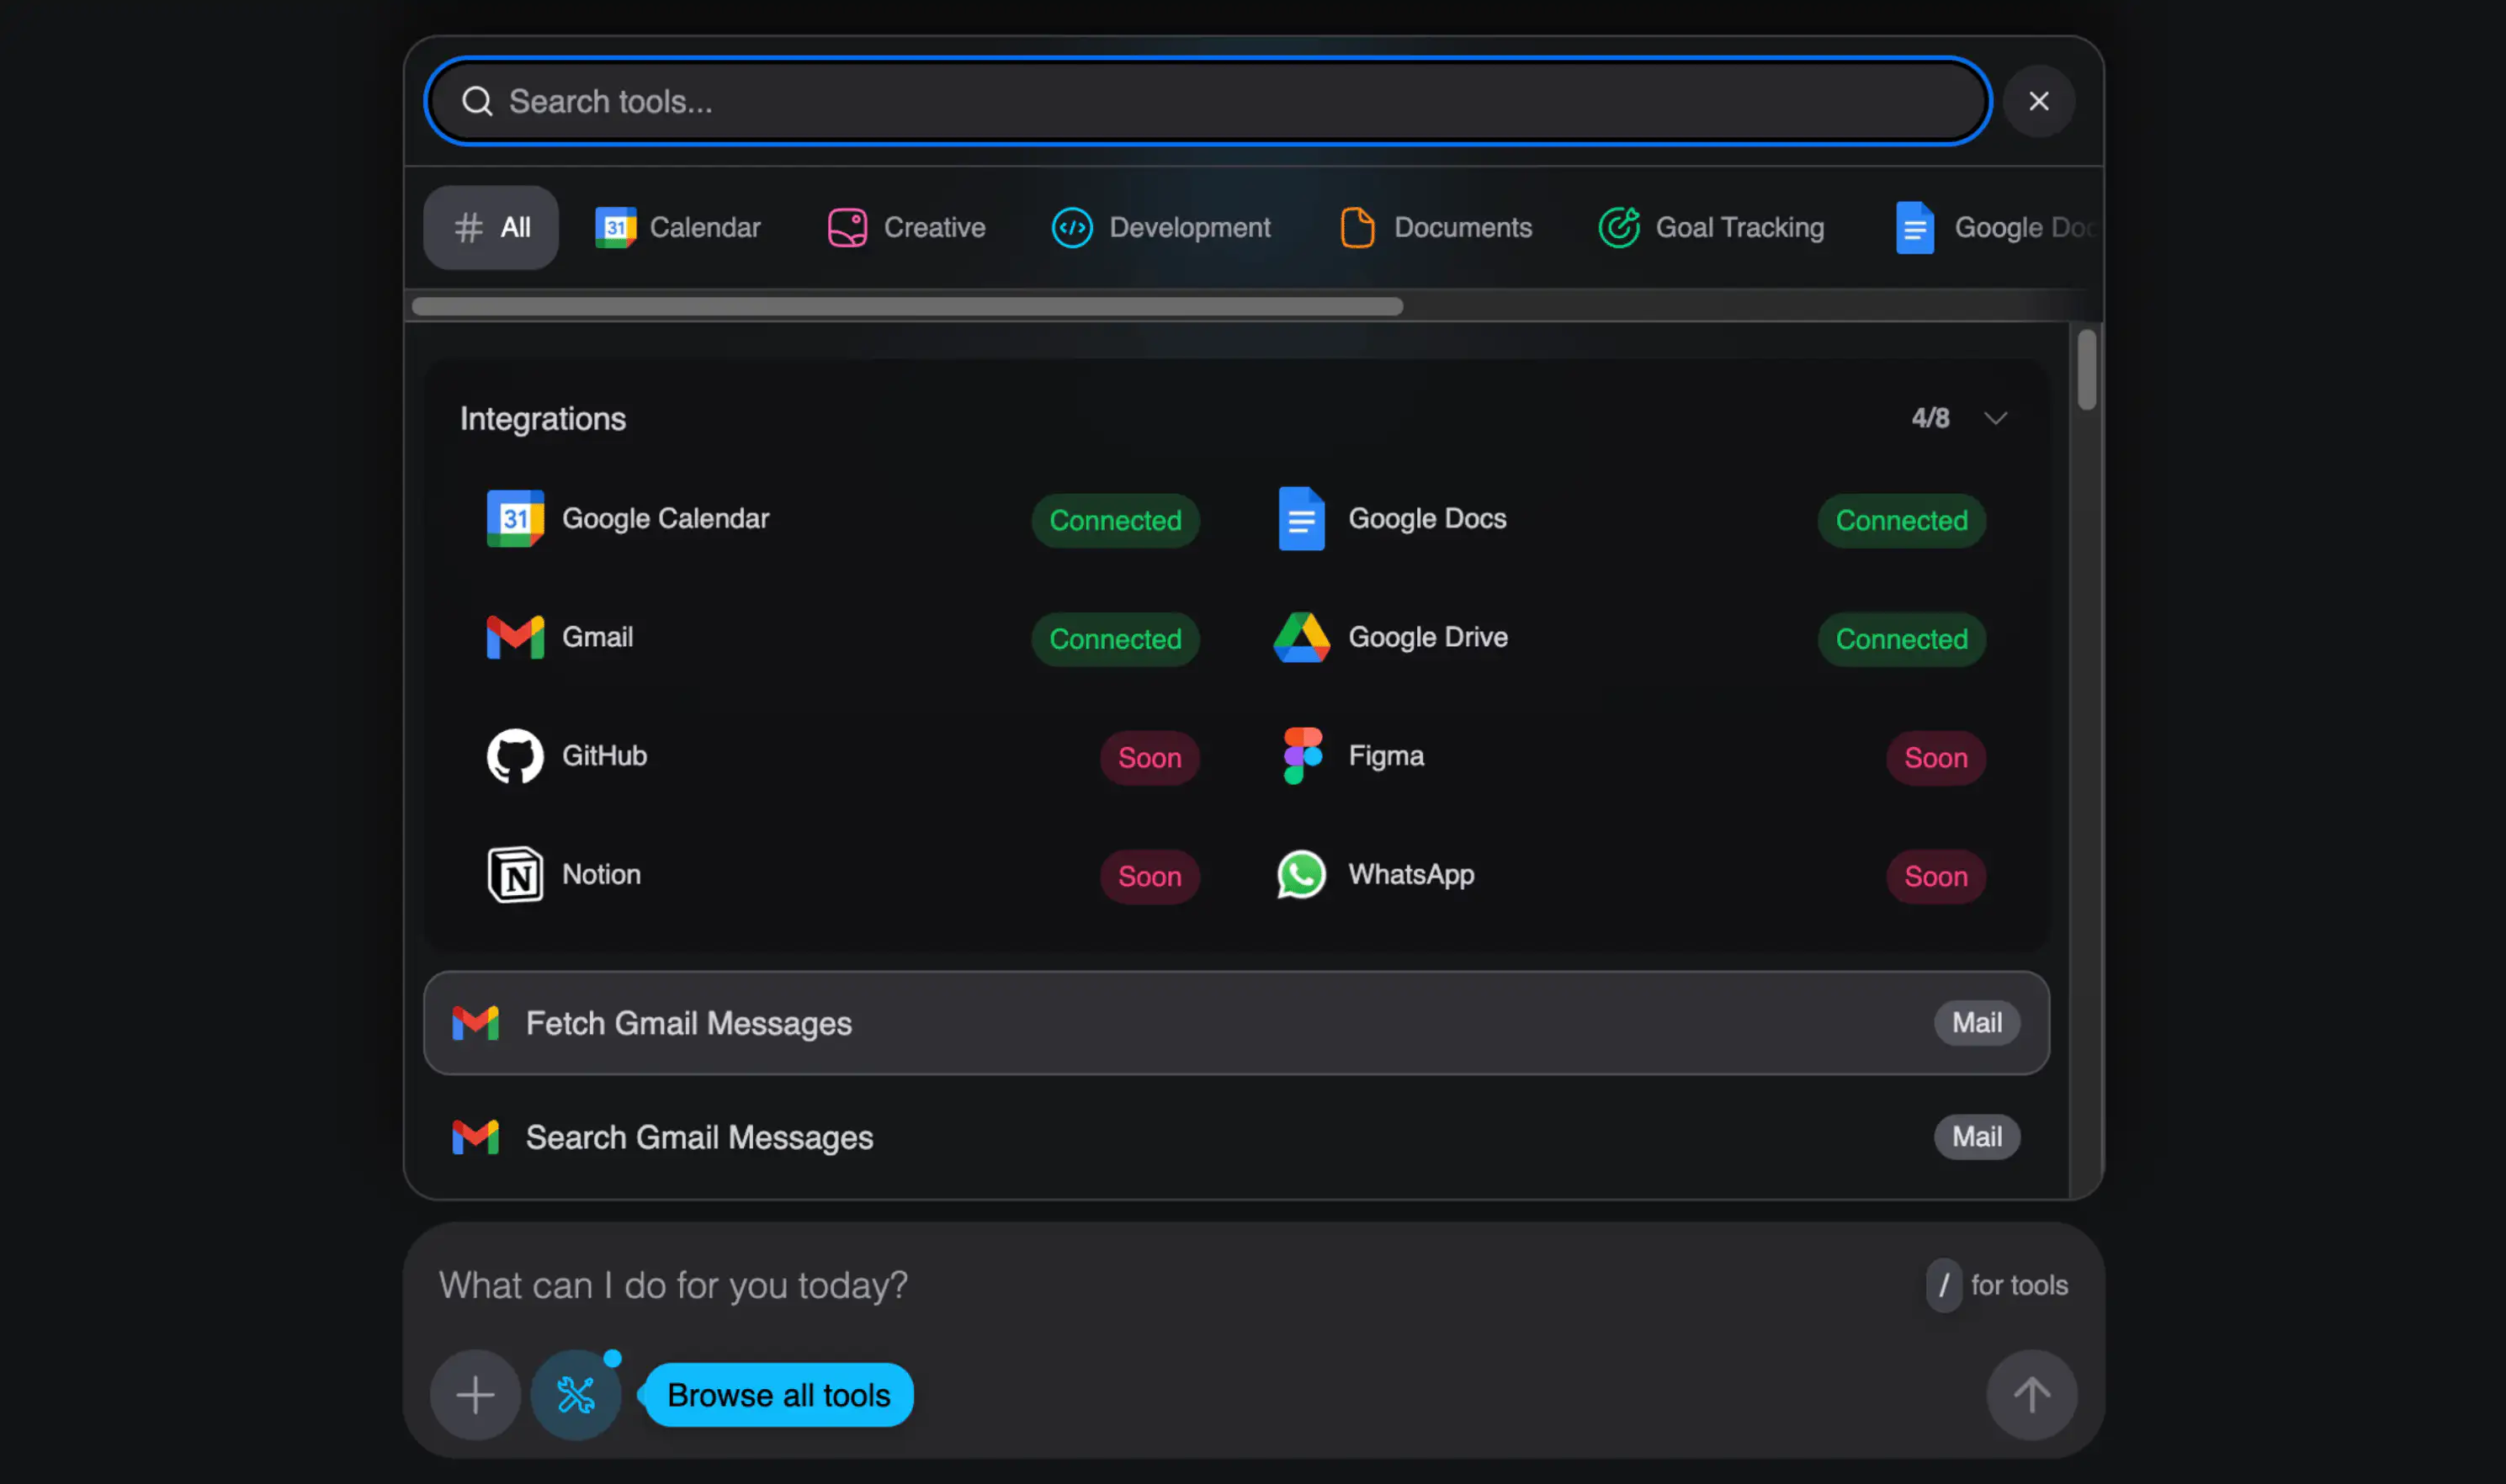 Search tools...
All
Calendar
Creative
Development
Documents
Goal Tracking
Google Doc
Integrations
4/8
31 Google Calendar Connected
Google Docs Connected
Gmail Connected
Google Drive Connected
GitHub Soon
Figma Soon
Notion Soon
WhatsApp Soon
Fetch Gmail Messages Mail
Search Gmail Messages Mail
What can I do for you today?
/ for tools
Browse all tools